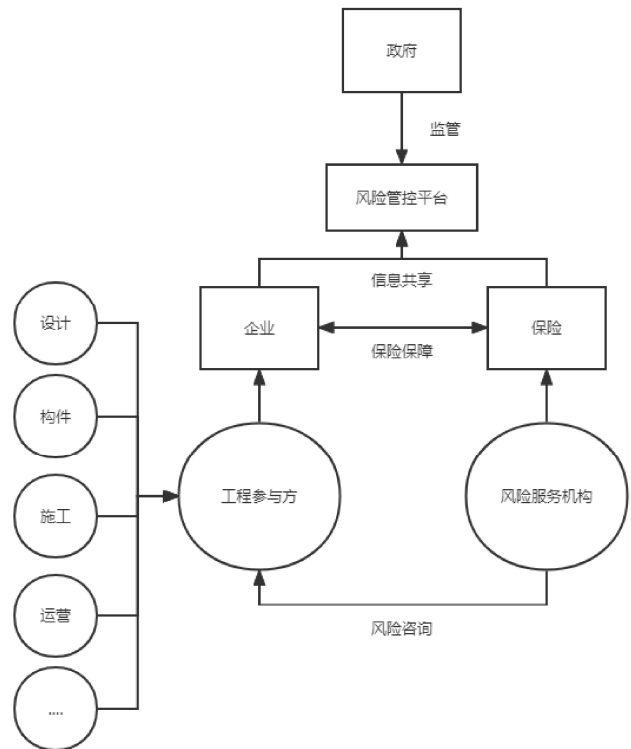 政府
监管
风险管控平台
信息共享
企业
保险
保险保障
设计
构件
施工
运营
....
工程参与方
风险服务机构
风险咨询